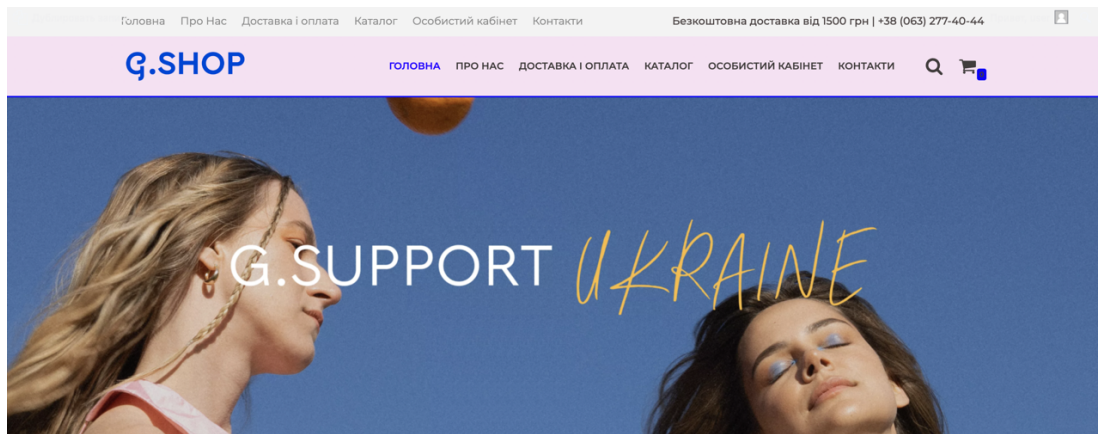 Головна Про Нас Доставка і оплата Каталог Особистий кабінет Контакти Безкоштовна доставка від 1500 грн | +38 (063) 277-40-44
G.SHOP ГОЛОВНА ПРО НАС ДОСТАВКА І ОПЛАТА КАТАЛОГ ОСОБИСТИЙ КАБІНЕТ КОНТАКТИ
G.SUPPORT UKRAINE